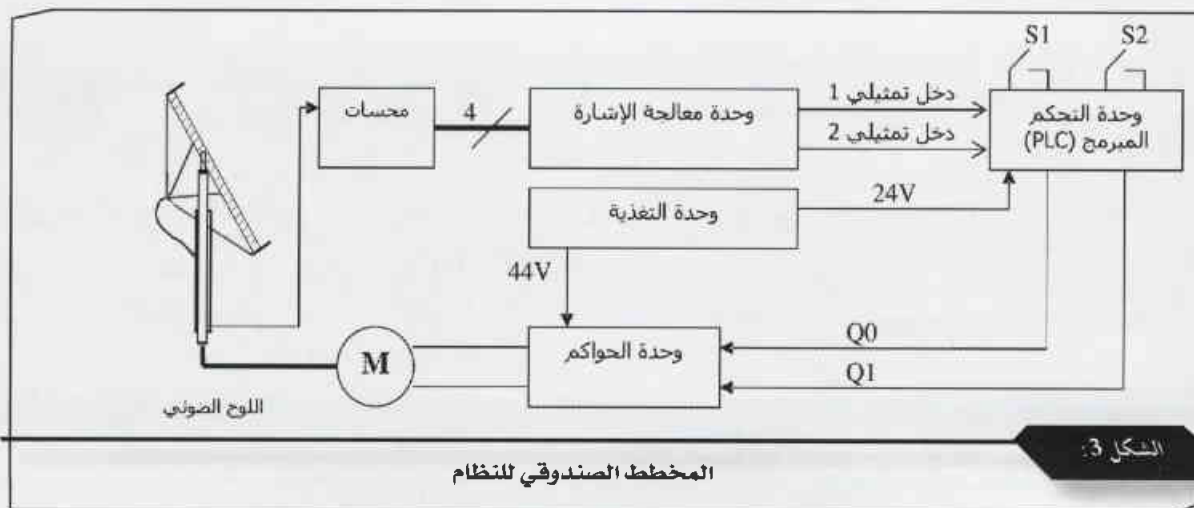 S1
S2
محسات
4
وحدة معالجة الإشارة
دخل تمثيلي 1
دخل تمثيلي 2
وحدة التحكم
المبرمج (PLC)
وحدة التغذية
24V
44V
وحدة الحواكم
Q0
Q1
M
اللوح الضوئي
الشكل 3:
المخطط الصندوقي للنظام